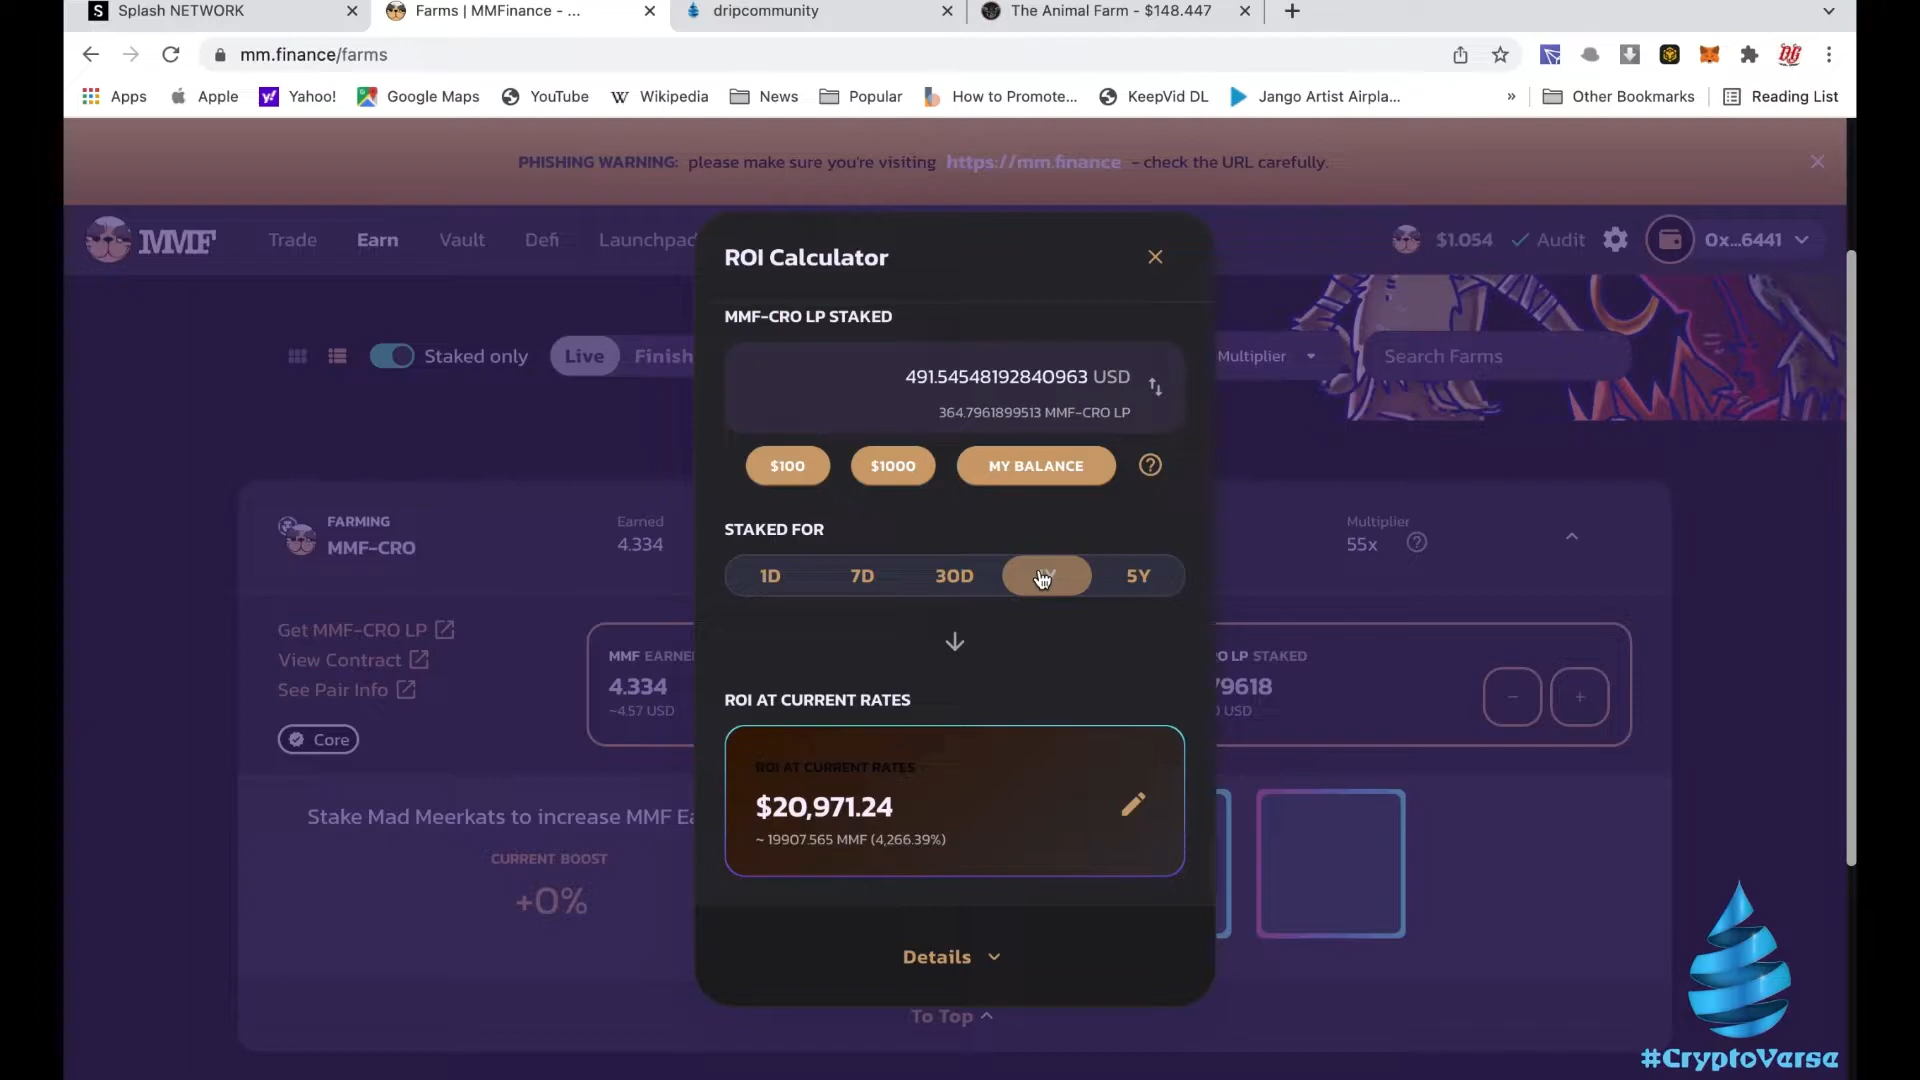 S Splash NETWORK
Farms | MMFinance - ...
dripcommunity
The Animal Farm - $148.447
mm.finance/farms
Apps
Apple
Yahoo!
Google Maps
YouTube
W Wikipedia
News
Popular
How to Promote...
KeepVid DL
Jango Artist Airpla...
»
Other Bookmarks
Reading List
PHISHING WARNING: please make sure you're visiting https://mm.finance - check the URL carefully.
MMF
Trade
Earn
Vault
Defi
Launchpad
$1.054
Audit
0x...6441
Staked only
Live
Finish
Multiplier
Search Farms
ROI Calculator
MMF-CRO LP STAKED
491.54548192840963 USD
364.7961899513 MMF-CRO LP
$100
$1000
MY BALANCE
STAKED FOR
1D
7D
30D
5Y
ROI AT CURRENT RATES
ROI AT CURRENT RATES
$20,971.24
~ 19907.565 MMF (4,266.39%)
Details
To Top
FARMING
MMF-CRO
Earned
4.334
Multiplier
55x
Get MMF-CRO LP
View Contract
See Pair Info
Core
MMF EARNE
4.334
~4.57 USD
O LP STAKED
79618
USD
Stake Mad Meerkats to increase MMF Ea
CURRENT BOOST
+0%
#CryptoVerse